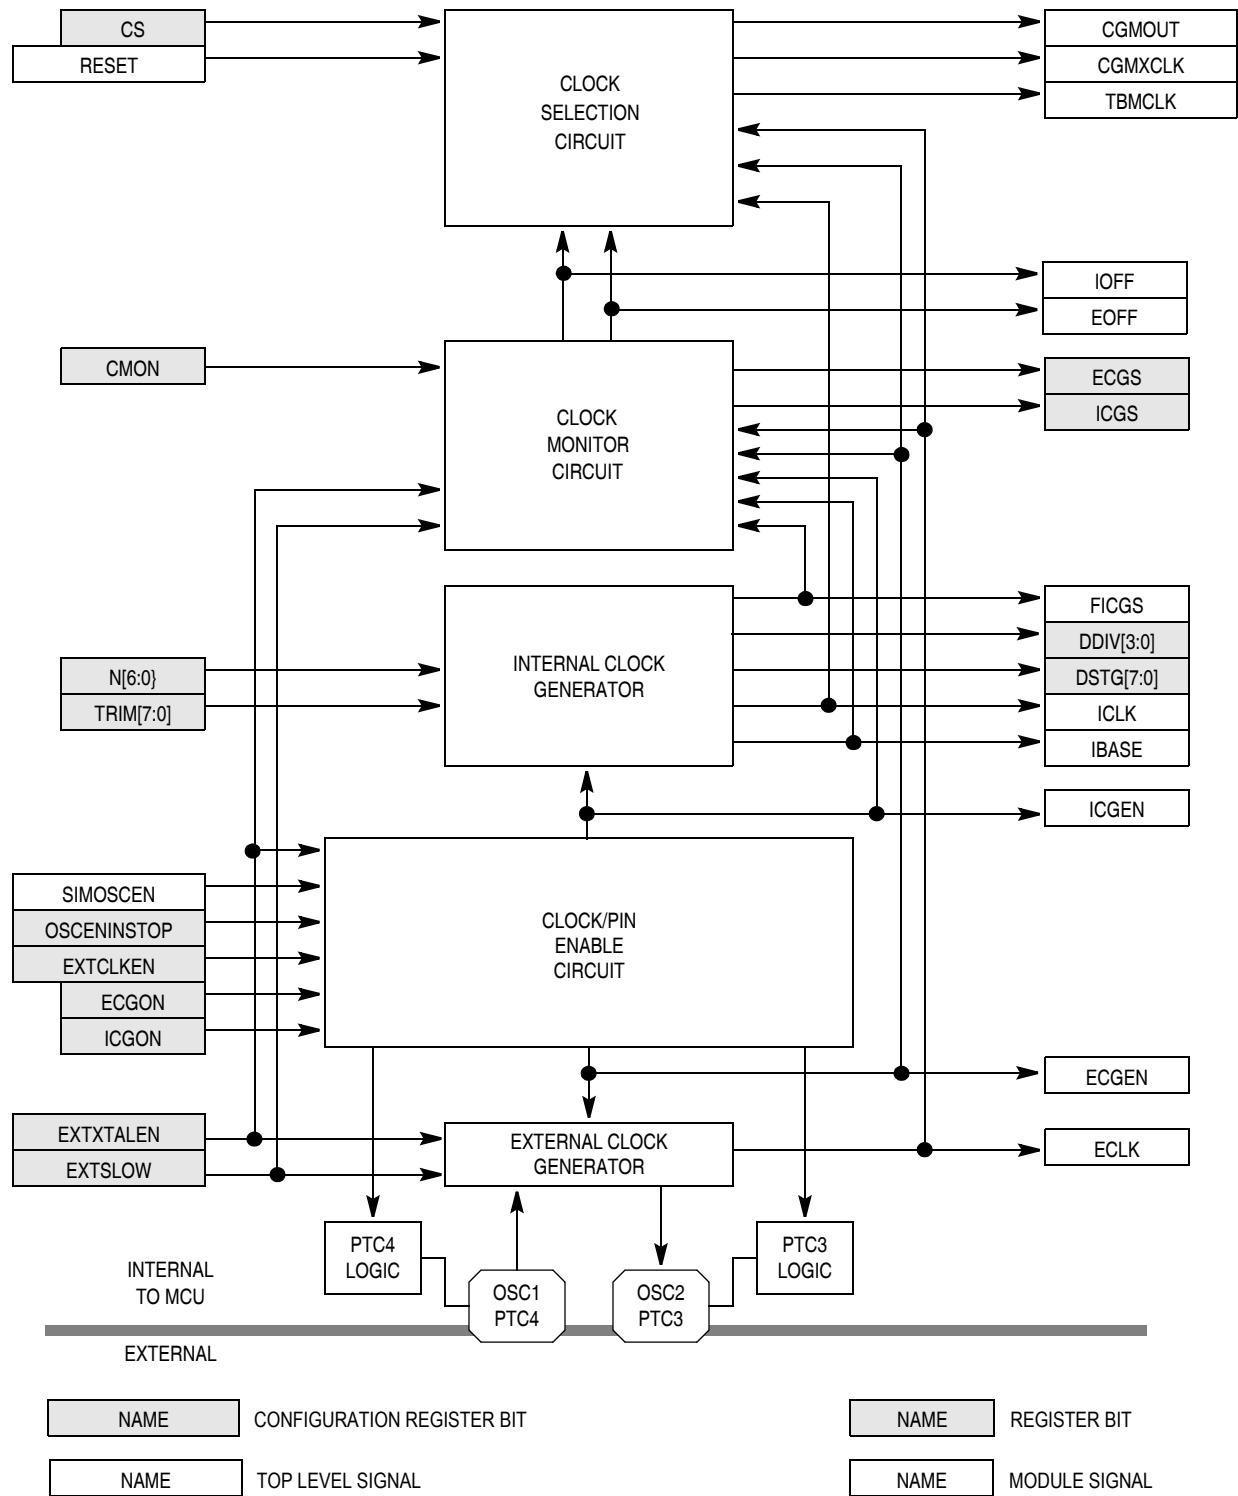 CS
RESET
CLOCK
SELECTION
CIRCUIT
CGMOUT
CGMXCLK
TBMCLK
IOFF
EOFF
CMON
CLOCK
MONITOR
CIRCUIT
ECGS
ICGS
N[6:0}
TRIM[7:0]
INTERNAL CLOCK
GENERATOR
FICGS
DDIV[3:0]
DSTG[7:0]
ICLK
IBASE
ICGEN
SIMOSCEN
OSCENINSTOP
EXTCLKEN
ECGON
ICGON
CLOCK/PIN
ENABLE
CIRCUIT
ECGEN
EXTXTALEN
EXTSLOW
EXTERNAL CLOCK
GENERATOR
ECLK
PTC4
LOGIC
OSC1
PTC4
OSC2
PTC3
PTC3
LOGIC
INTERNAL
TO MCU
EXTERNAL
NAME CONFIGURATION REGISTER BIT
NAME REGISTER BIT
NAME TOP LEVEL SIGNAL
NAME MODULE SIGNAL